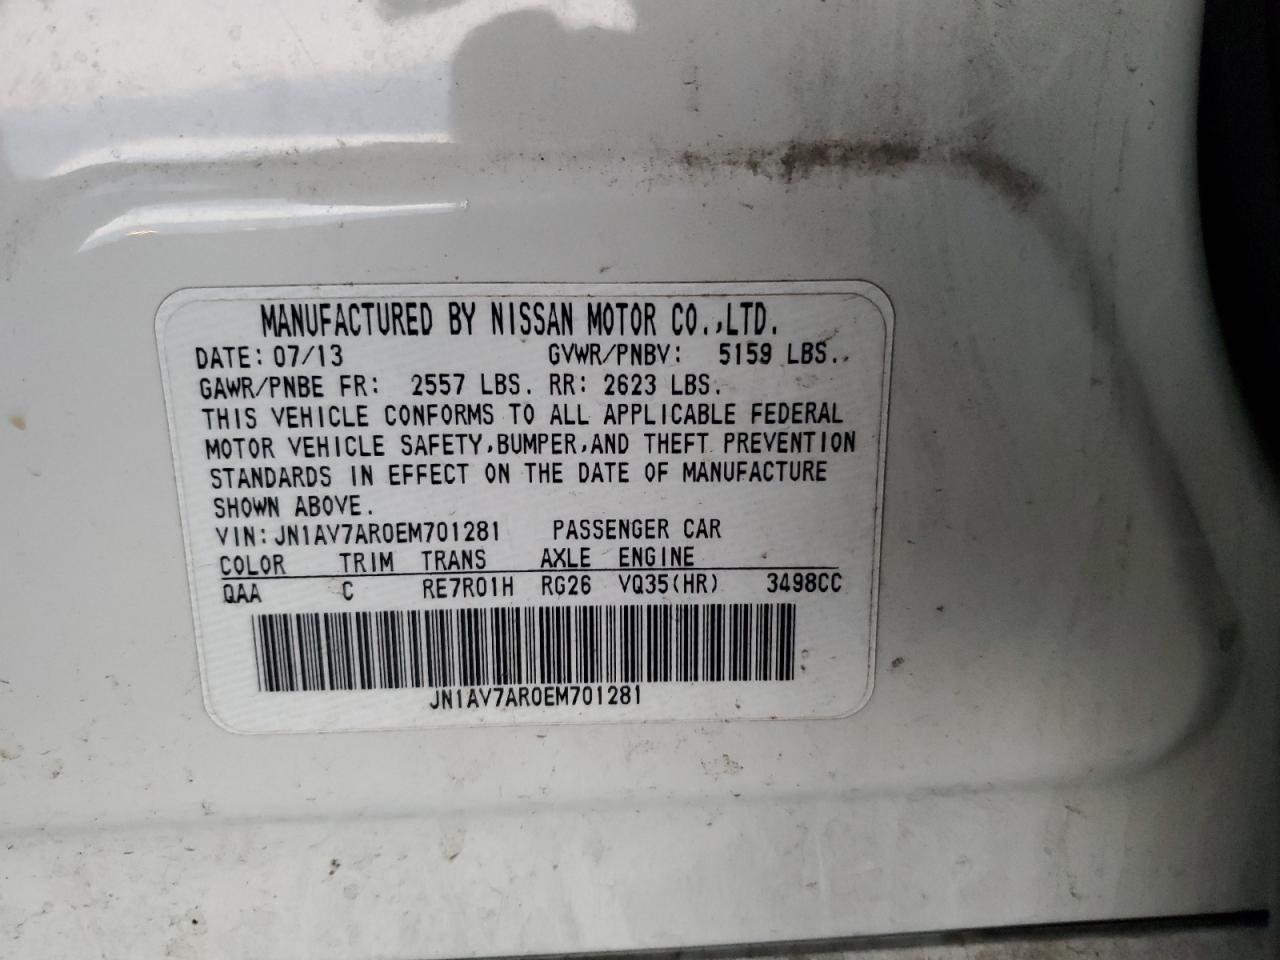 MANUFACTURED BY NISSAN MOTOR CO.,LTD.
DATE: 07/13 GVWR/PNBV: 5159 LBS.
GAWR/PNBE FR: 2557 LBS. RR: 2623 LBS.
THIS VEHICLE CONFORMS TO ALL APPLICABLE FEDERAL
MOTOR VEHICLE SAFETY,BUMPER,AND THEFT PREVENTION
STANDARDS IN EFFECT ON THE DATE OF MANUFACTURE
SHOWN ABOVE.
VIN: JN1AV7AR0EM701281 PASSENGER CAR
COLOR TRIM TRANS AXLE ENGINE
QAA C RE7R01H RG26 VQ35(HR) 3498CC
JN1AV7AR0EM701281